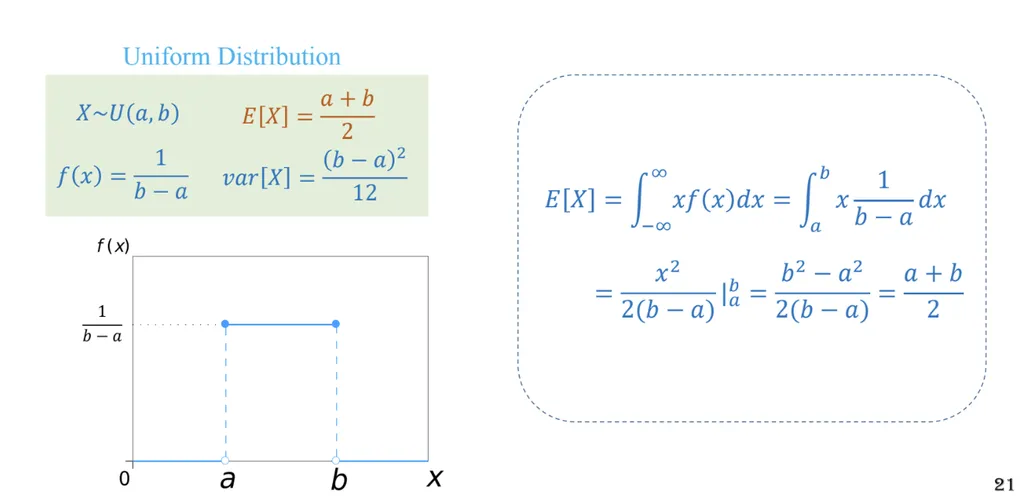 Uniform Distribution
X~U(a, b)
E[X] = \frac{a + b}{2}
f(x) = \frac{1}{b - a}
var[X] = \frac{(b - a)^2}{12}
f (x)
\frac{1}{b - a}
0 a b x
E[X] = \int_{-\infty}^{\infty} xf(x)dx = \int_{a}^{b} x \frac{1}{b - a} dx
= \frac{x^2}{2(b - a)} |_a^b = \frac{b^2 - a^2}{2(b - a)} = \frac{a + b}{2}
21